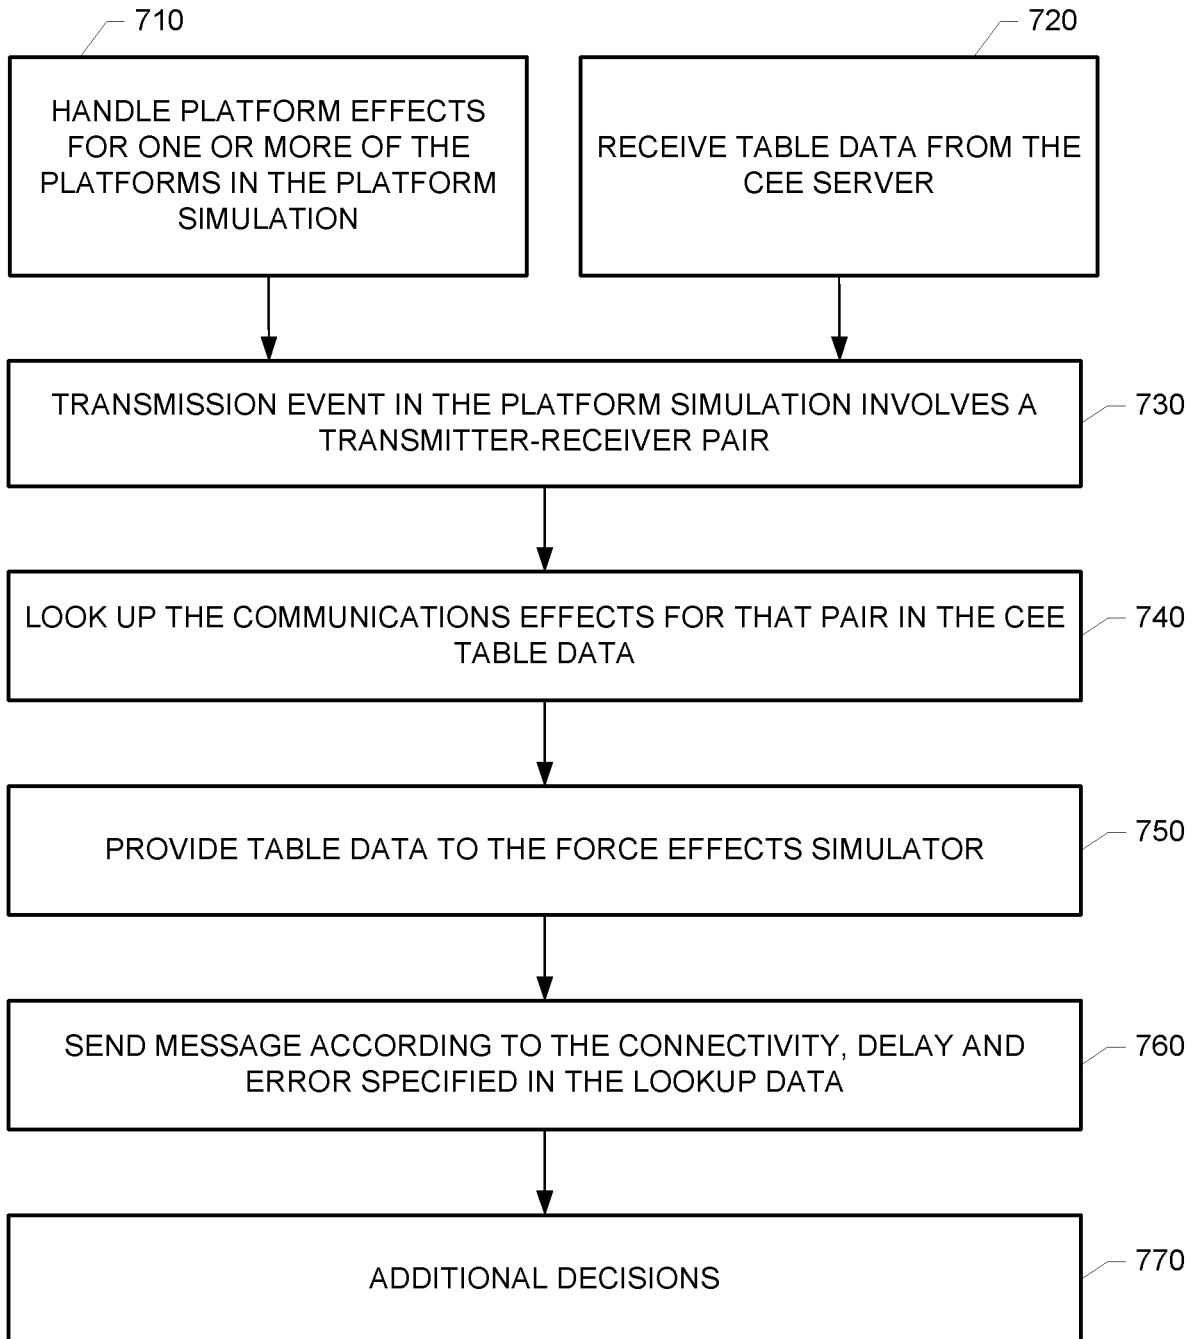 710
720
HANDLE PLATFORM EFFECTS
FOR ONE OR MORE OF THE
PLATFORMS IN THE PLATFORM
SIMULATION
RECEIVE TABLE DATA FROM THE
CEE SERVER
TRANSMISSION EVENT IN THE PLATFORM SIMULATION INVOLVES A
TRANSMITTER-RECEIVER PAIR
730
LOOK UP THE COMMUNICATIONS EFFECTS FOR THAT PAIR IN THE CEE
TABLE DATA
740
PROVIDE TABLE DATA TO THE FORCE EFFECTS SIMULATOR
750
SEND MESSAGE ACCORDING TO THE CONNECTIVITY, DELAY AND
ERROR SPECIFIED IN THE LOOKUP DATA
760
ADDITIONAL DECISIONS
770